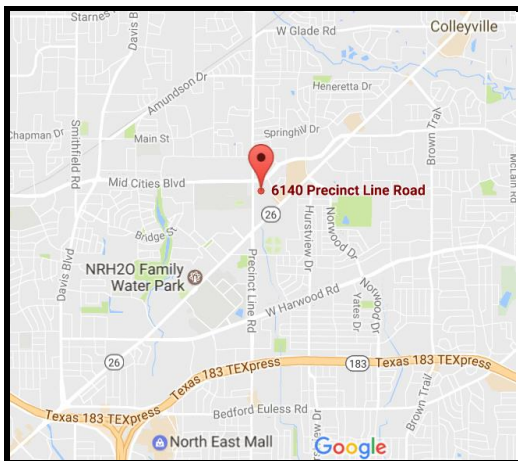 Starnes
Davis Blvd
W Glade Rd
Colleyville
Amundson Dr
Heneretta Dr
Smithfield Rd
Chapman Dr
Main St
Brown Trail
McLain Rd
Mid Cities Blvd
6140 Precinct Line Road
26
Bridge St
Hurstview Dr
Norwood Dr
NRH2O Family
Water Park
Precinct Line Rd
Davis Blvd
W Harwood Rd
Yates Dr
Norwood Dr
26
Texas 183 TEXpress
183
Texas 183 TEXpress
Texas 183 TEXpress
Bedford Euless Rd
Brown Trail
North East Mall
Google